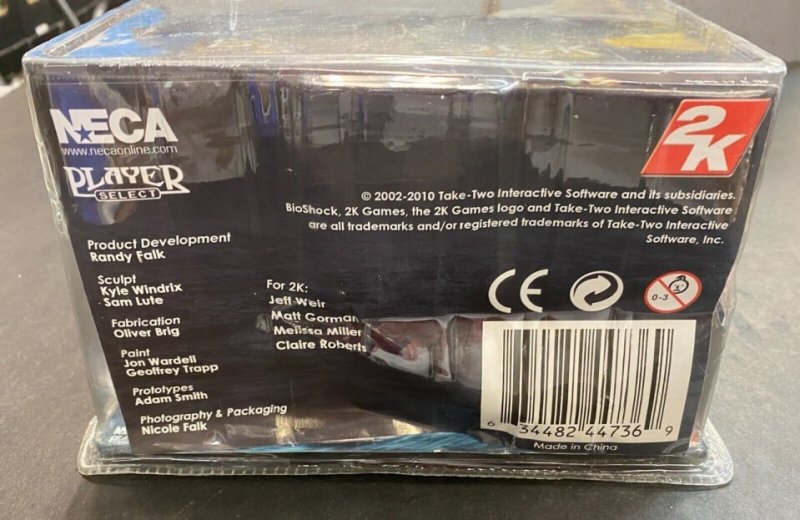 NECA
www.necaonline.com
PLAYER
SELECT
2K
© 2002-2010 Take-Two Interactive Software and its subsidiaries.
BioShock, 2K Games, the 2K Games logo and Take-Two Interactive Software
are all trademarks and/or registered trademarks of Take-Two Interactive
Software, Inc.
Product Development
Randy Falk
Sculpt
Kyle Windrix
Sam Lute
Fabrication
Oliver Brig
Paint
Jon Wardell
Geoffrey Trapp
Prototypes
Adam Smith
Photography & Packaging
Nicole Falk
For 2K:
Jeff Weir
Matt Gorman
Melissa Miller
Claire Roberts
CE
0-3
6 34482 44736 9
Made in China